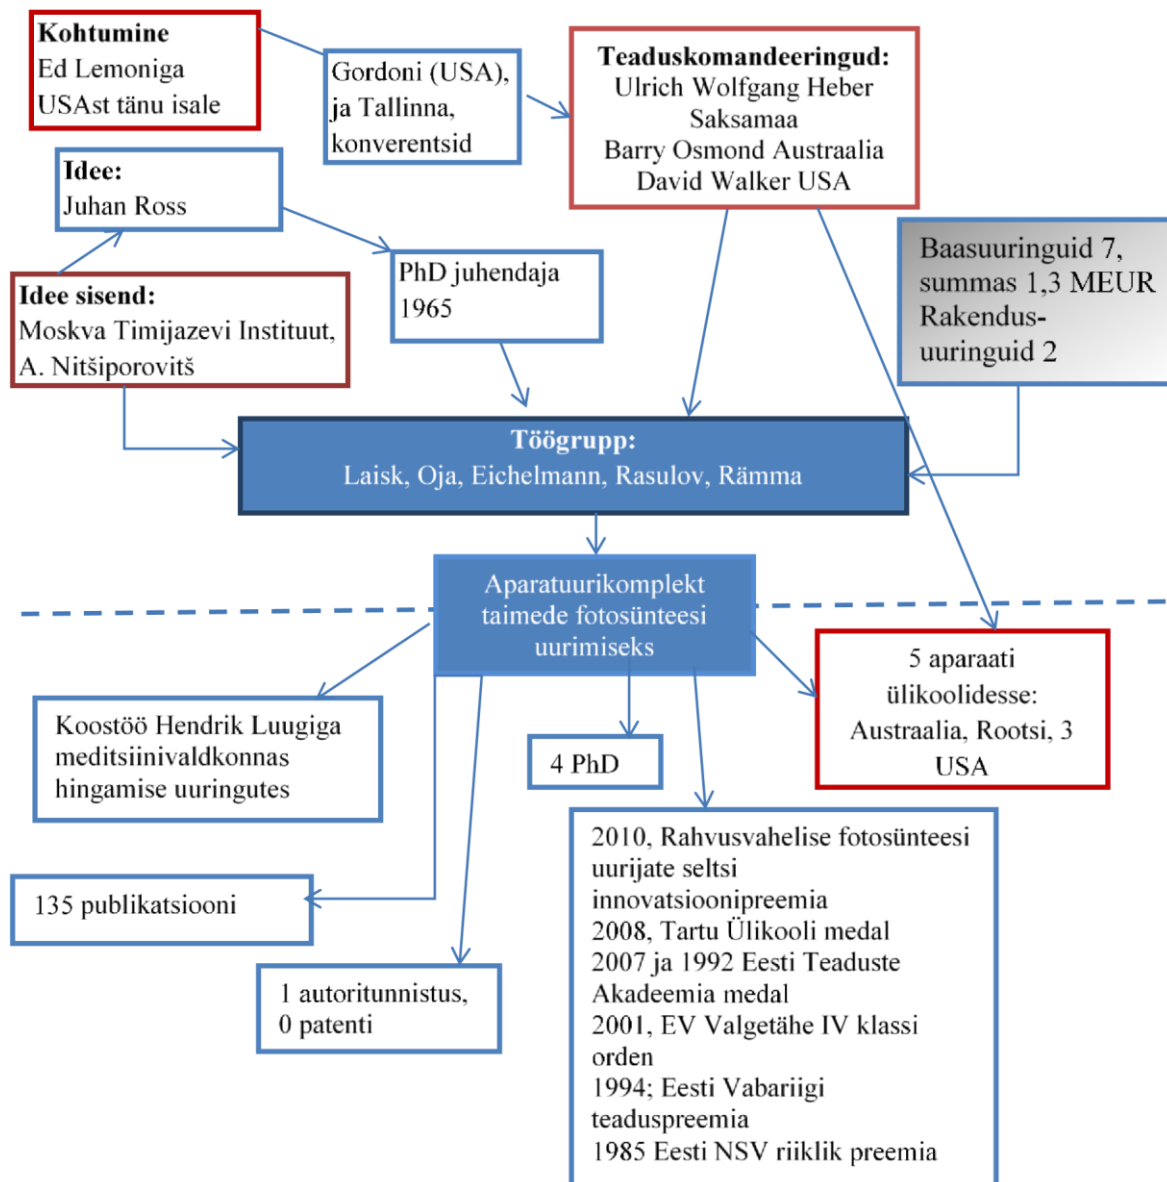 Kohtumine
Ed Lemoniga
USAst tänu isale
Gordoni (USA),
ja Tallinna,
konverentsid
Teaduskomandeeringud:
Ulrich Wolfgang Heber
Saksamaa
Barry Osmond Austraalia
David Walker USA
Idee:
Juhan Ross
Idee sisend:
Moskva Timijazevi Instituut,
A. Nitšiporovitš
PhD juhendaja
1965
Baasuuringuid 7,
summas 1,3 MEUR
Rakendus-
uuringuid 2
Töögrupp:
Laisk, Oja, Eichelmann, Rasulov, Rämma
Aparatuurikomplekt
taimede fotosünteesi
uurimiseks
5 aparaati
ülikoolidesse:
Austraalia, Rootsi, 3
USA
Koostöö Hendrik Luugiga
meditsiinivaldkonnas
hingamise uuringutes
4 PhD
135 publikatsiooni
1 autoritunnistus,
0 patenti
2010, Rahvusvahelise fotosünteesi
uurijate seltsi
innovatsioonipreemia
2008, Tartu Ülikooli medal
2007 ja 1992 Eesti Teaduste
Akadeemia medal
2001, EV Valgetähe IV klassi
orden
1994; Eesti Vabariigi
teaduspreemia
1985 Eesti NSV riiklik preemia